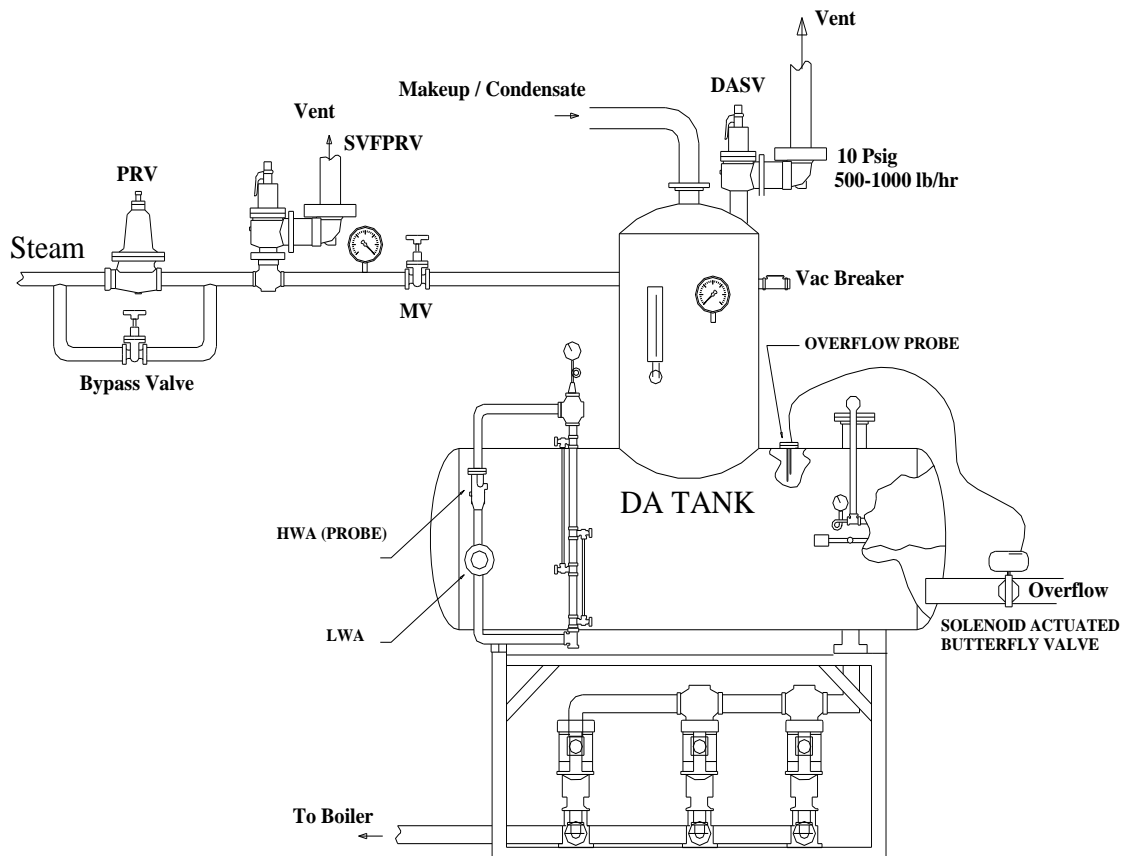 Vent
Makeup / Condensate
DASV
Vent
SVFPRV
10 Psig
500-1000 lb/hr
PRV
Steam
Vac Breaker
MV
OVERFLOW PROBE
Bypass Valve
DA TANK
HWA (PROBE)
Overflow
LWA
SOLENOID ACTUATED
BUTTERFLY VALVE
To Boiler